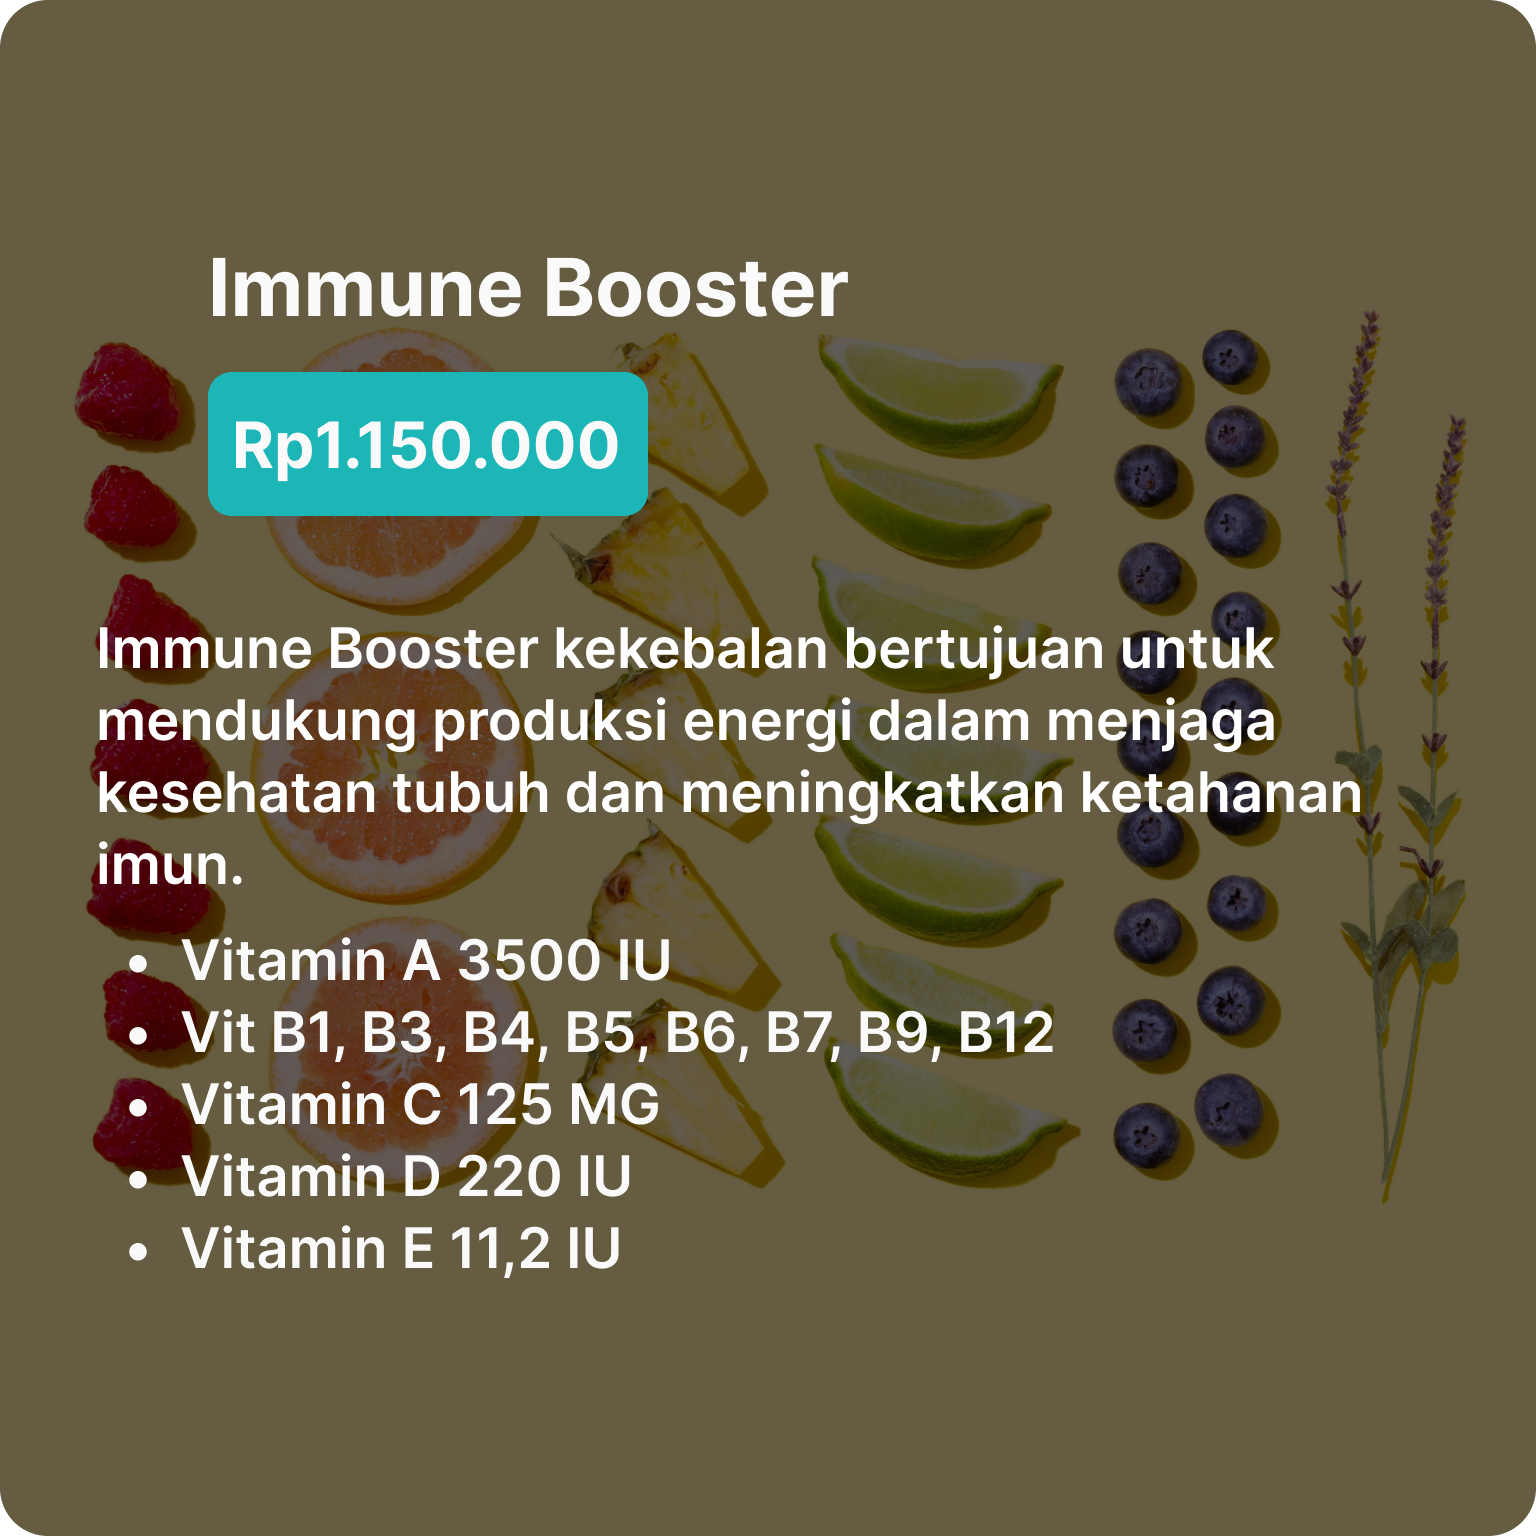 Immune Booster
Rp1.150.000
Immune Booster kekebalan bertujuan untuk
mendukung produksi energi dalam menjaga
kesehatan tubuh dan meningkatkan ketahanan
imun.
• Vitamin A 3500 IU
• Vit B1, B3, B4, B5, B6, B7, B9, B12
• Vitamin C 125 MG
• Vitamin D 220 IU
• Vitamin E 11,2 IU